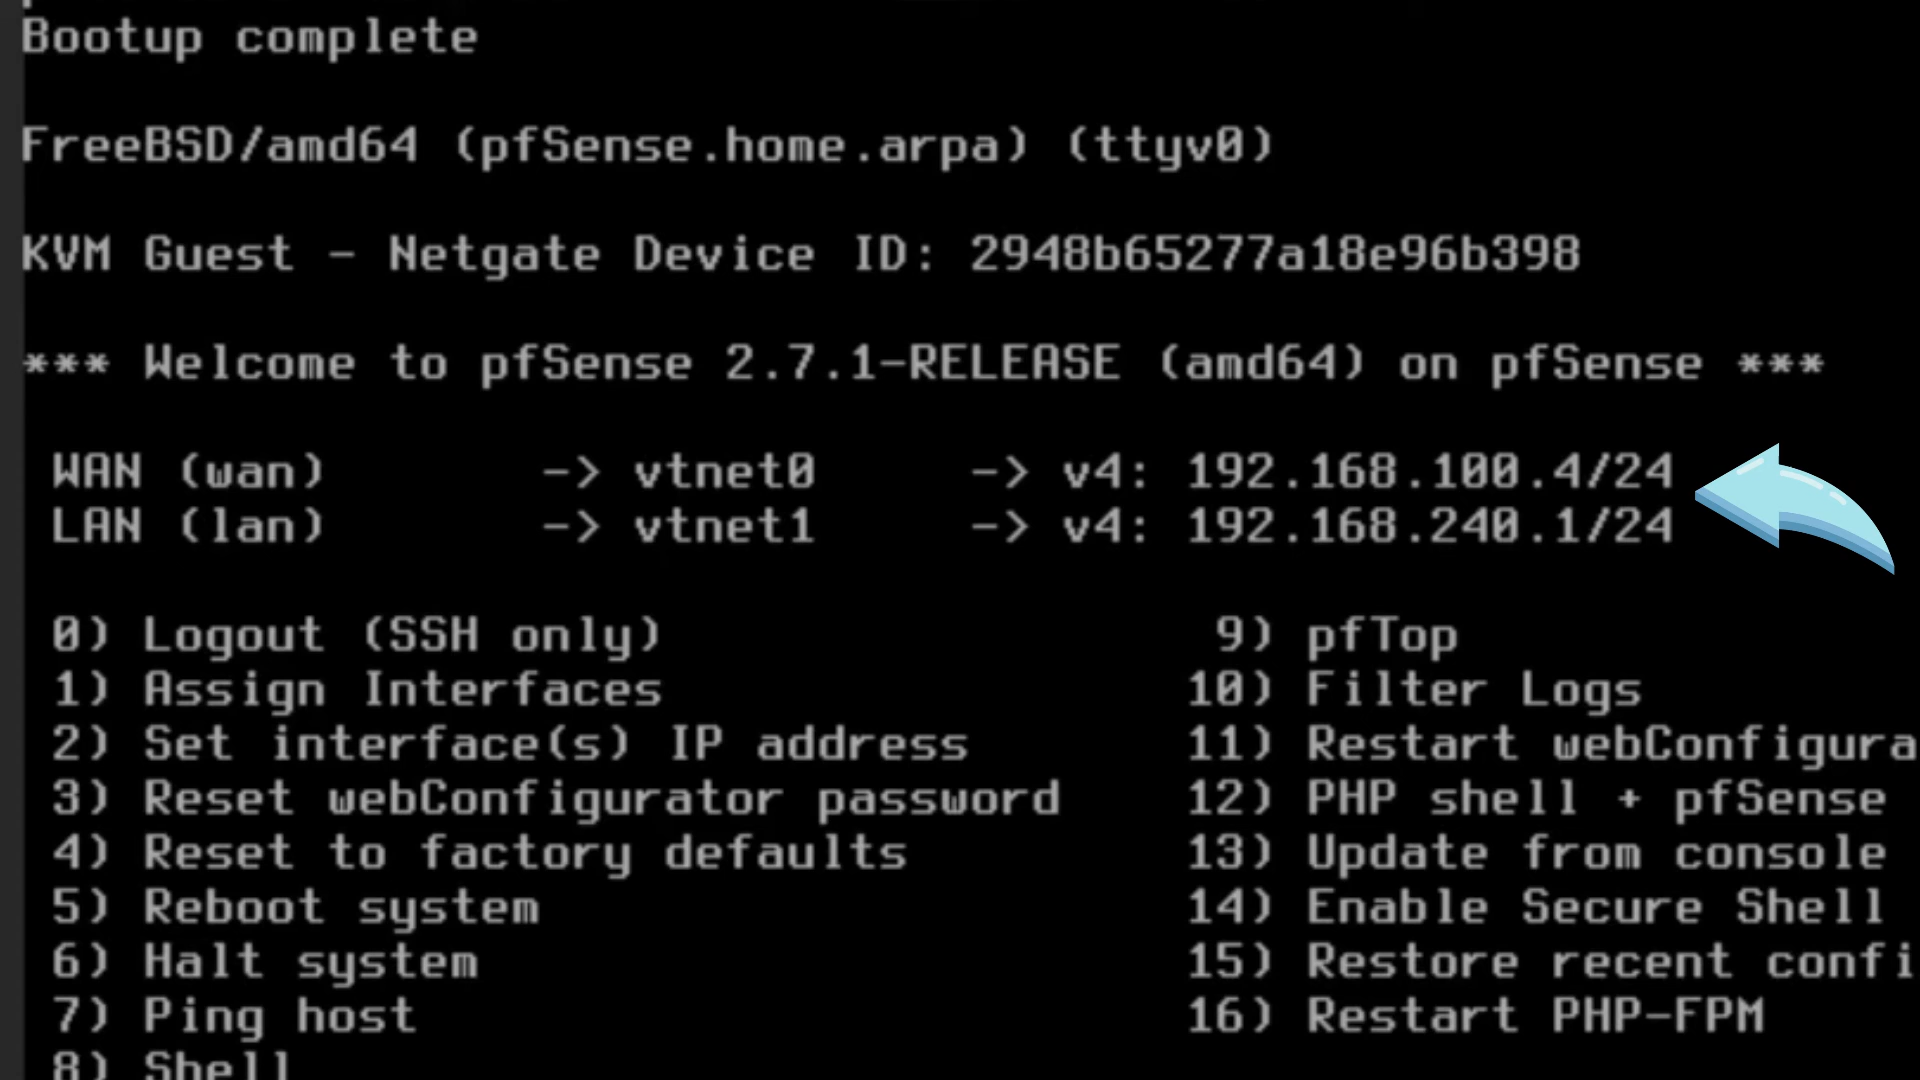 Bootup complete
FreeBSD/amd64 (pfSense.home.arpa) (ttyv0)
KVM Guest - Netgate Device ID: 2948b65277a18e96b398
*** Welcome to pfSense 2.7.1-RELEASE (amd64) on pfSense ***
WAN (wan) -> vtnet0 -> v4: 192.168.100.4/24
LAN (lan) -> vtnet1 -> v4: 192.168.240.1/24
0) Logout (SSH only) 9) pfTop
1) Assign Interfaces 10) Filter Logs
2) Set interface(s) IP address 11) Restart webConfigura
3) Reset webConfigurator password 12) PHP shell + pfSense
4) Reset to factory defaults 13) Update from console
5) Reboot system 14) Enable Secure Shell
6) Halt system 15) Restore recent confi
7) Ping host 16) Restart PHP-FPM
8) Shell